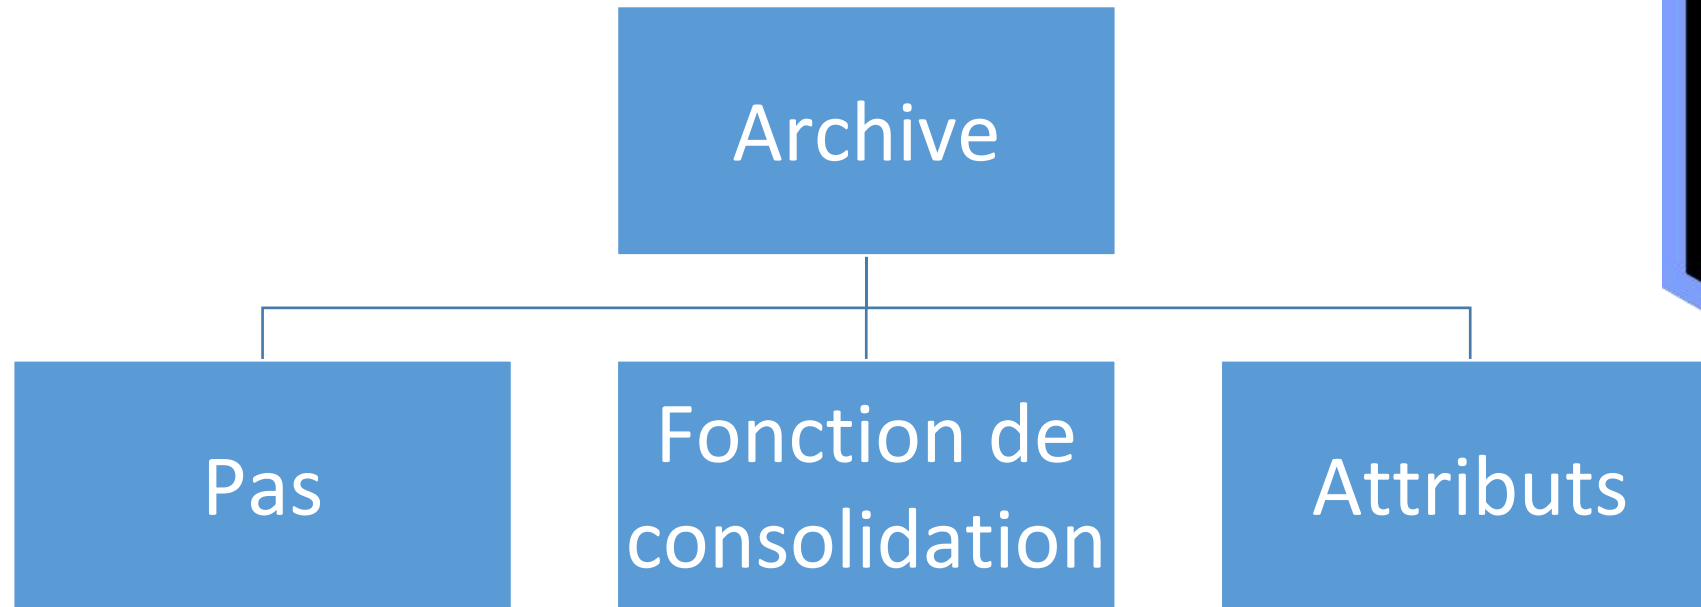 Archive
Pas
Fonction de
consolidation
Attributs